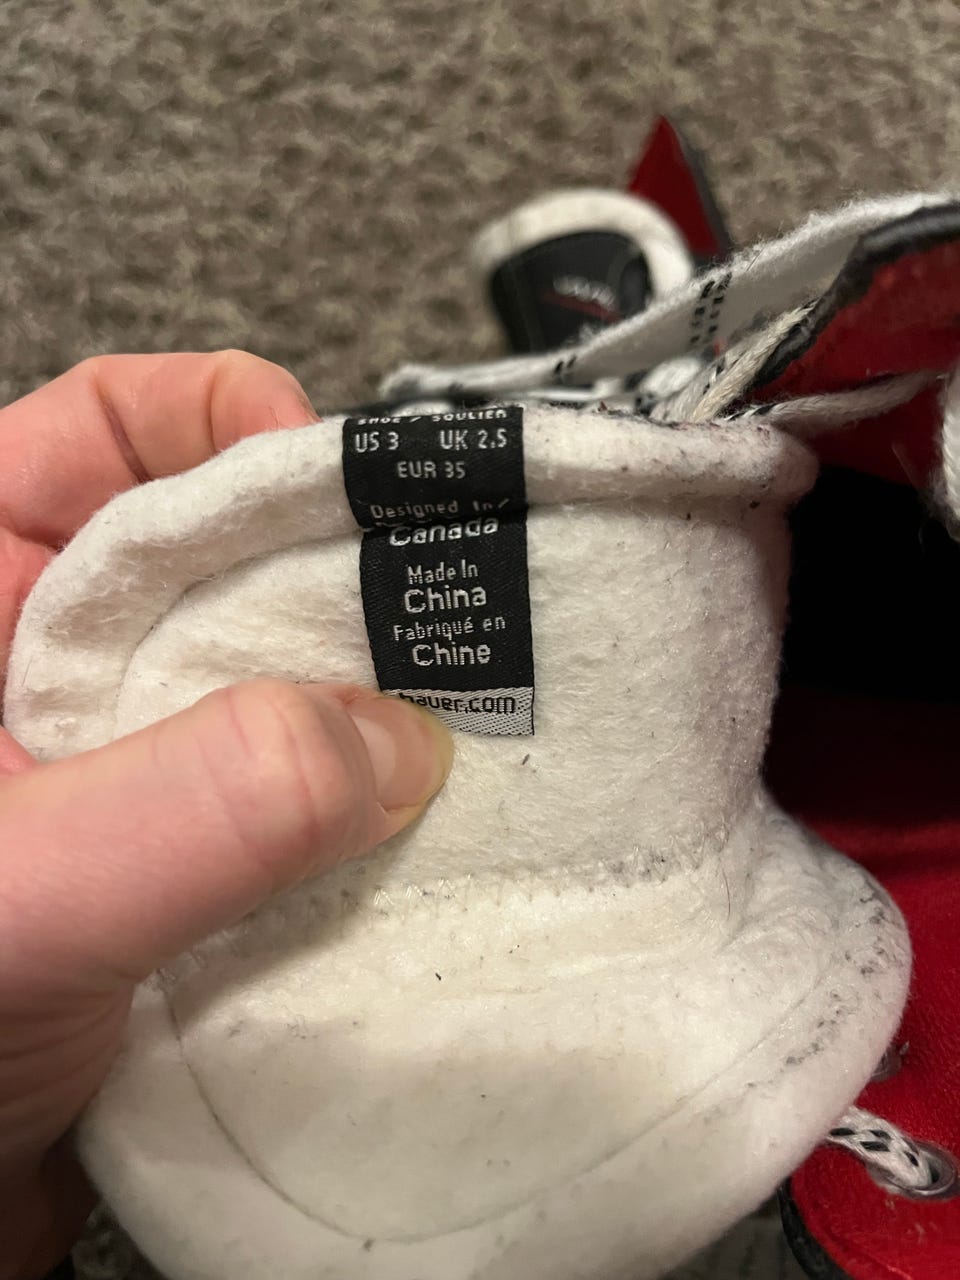 SHOE / SOULIER
US 3 UK 2.5
EUR 35
Designed In/
Canada
Made In
China
Fabriqué en
Chine
bauer.com